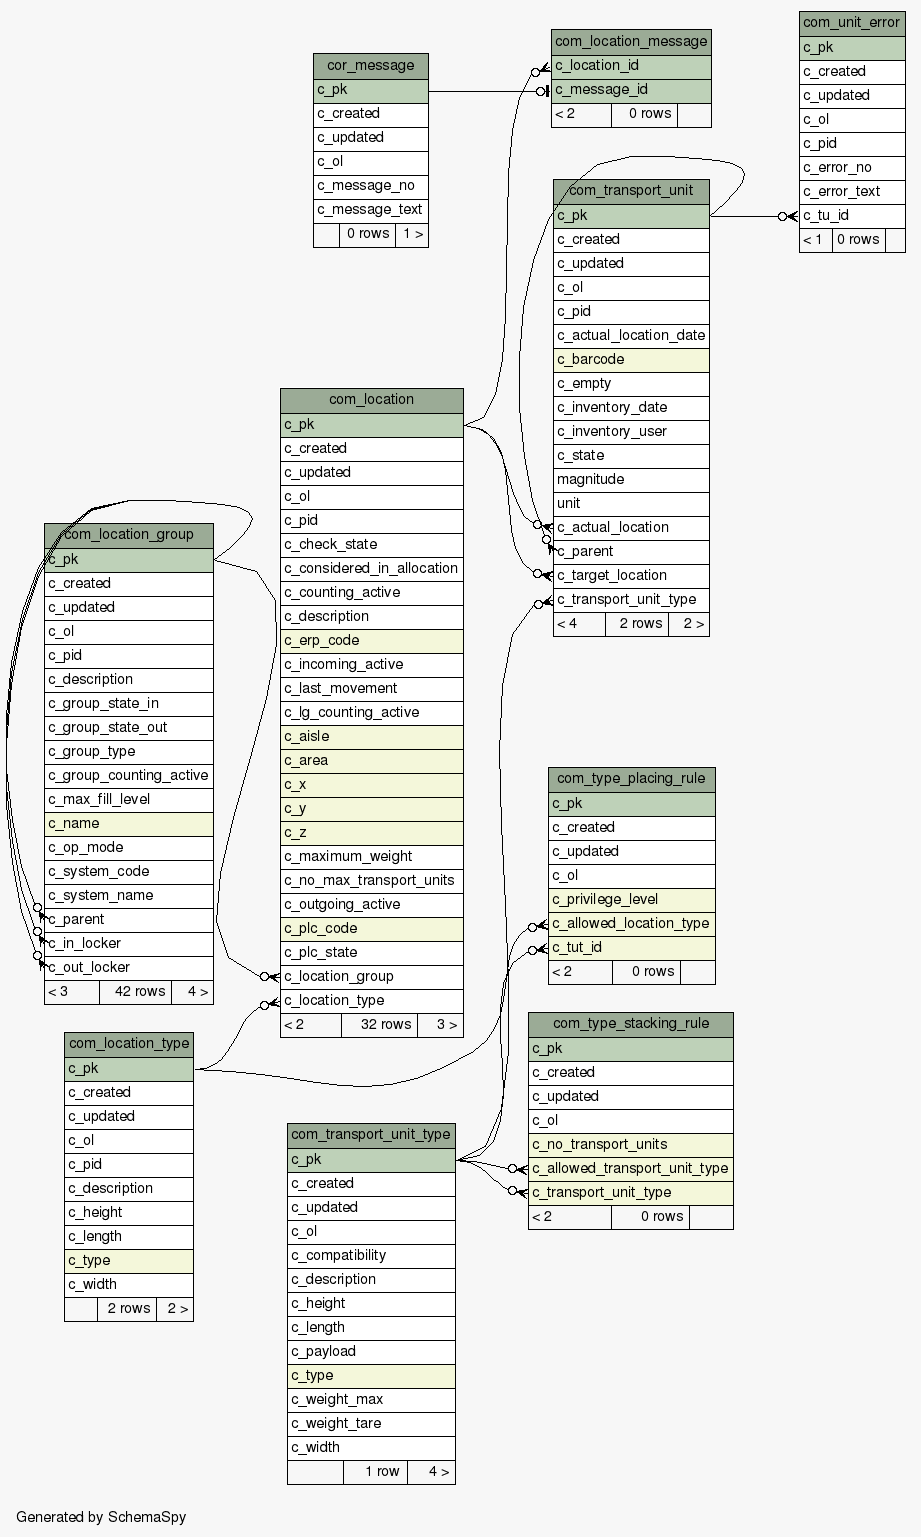 com_unit_error
c_pk
c_created
c_updated
c_ol
c_pid
c_error_no
c_error_text
c_tu_id
< 1 0 rows
com_location_message
c_location_id
c_message_id
< 2 0 rows
cor_message
c_pk
c_created
c_updated
c_ol
c_message_no
c_message_text
0 rows 1 >
com_transport_unit
c_pk
c_created
c_updated
c_ol
c_pid
c_actual_location_date
c_barcode
c_empty
c_inventory_date
c_inventory_user
c_state
magnitude
unit
c_actual_location
c_parent
c_target_location
c_transport_unit_type
< 4 2 rows 2 >
com_location
c_pk
c_created
c_updated
c_ol
c_pid
c_check_state
c_considered_in_allocation
c_counting_active
c_description
c_erp_code
c_incoming_active
c_last_movement
c_lg_counting_active
c_aisle
c_area
c_x
c_y
c_z
c_maximum_weight
c_no_max_transport_units
c_outgoing_active
c_plc_code
c_plc_state
c_location_group
c_location_type
< 2 32 rows 3 >
com_location_group
c_pk
c_created
c_updated
c_ol
c_pid
c_description
c_group_state_in
c_group_state_out
c_group_type
c_group_counting_active
c_max_fill_level
c_name
c_op_mode
c_system_code
c_system_name
c_parent
c_in_locker
c_out_locker
< 3 42 rows 4 >
com_type_placing_rule
c_pk
c_created
c_updated
c_ol
c_privilege_level
c_allowed_location_type
c_tut_id
< 2 0 rows
com_type_stacking_rule
c_pk
c_created
c_updated
c_ol
c_no_transport_units
c_allowed_transport_unit_type
c_transport_unit_type
< 2 0 rows
com_location_type
c_pk
c_created
c_updated
c_ol
c_pid
c_description
c_height
c_length
c_type
c_width
2 rows 2 >
com_transport_unit_type
c_pk
c_created
c_updated
c_ol
c_compatibility
c_description
c_height
c_length
c_payload
c_type
c_weight_max
c_weight_tare
c_width
1 row 4 >
Generated by SchemaSpy